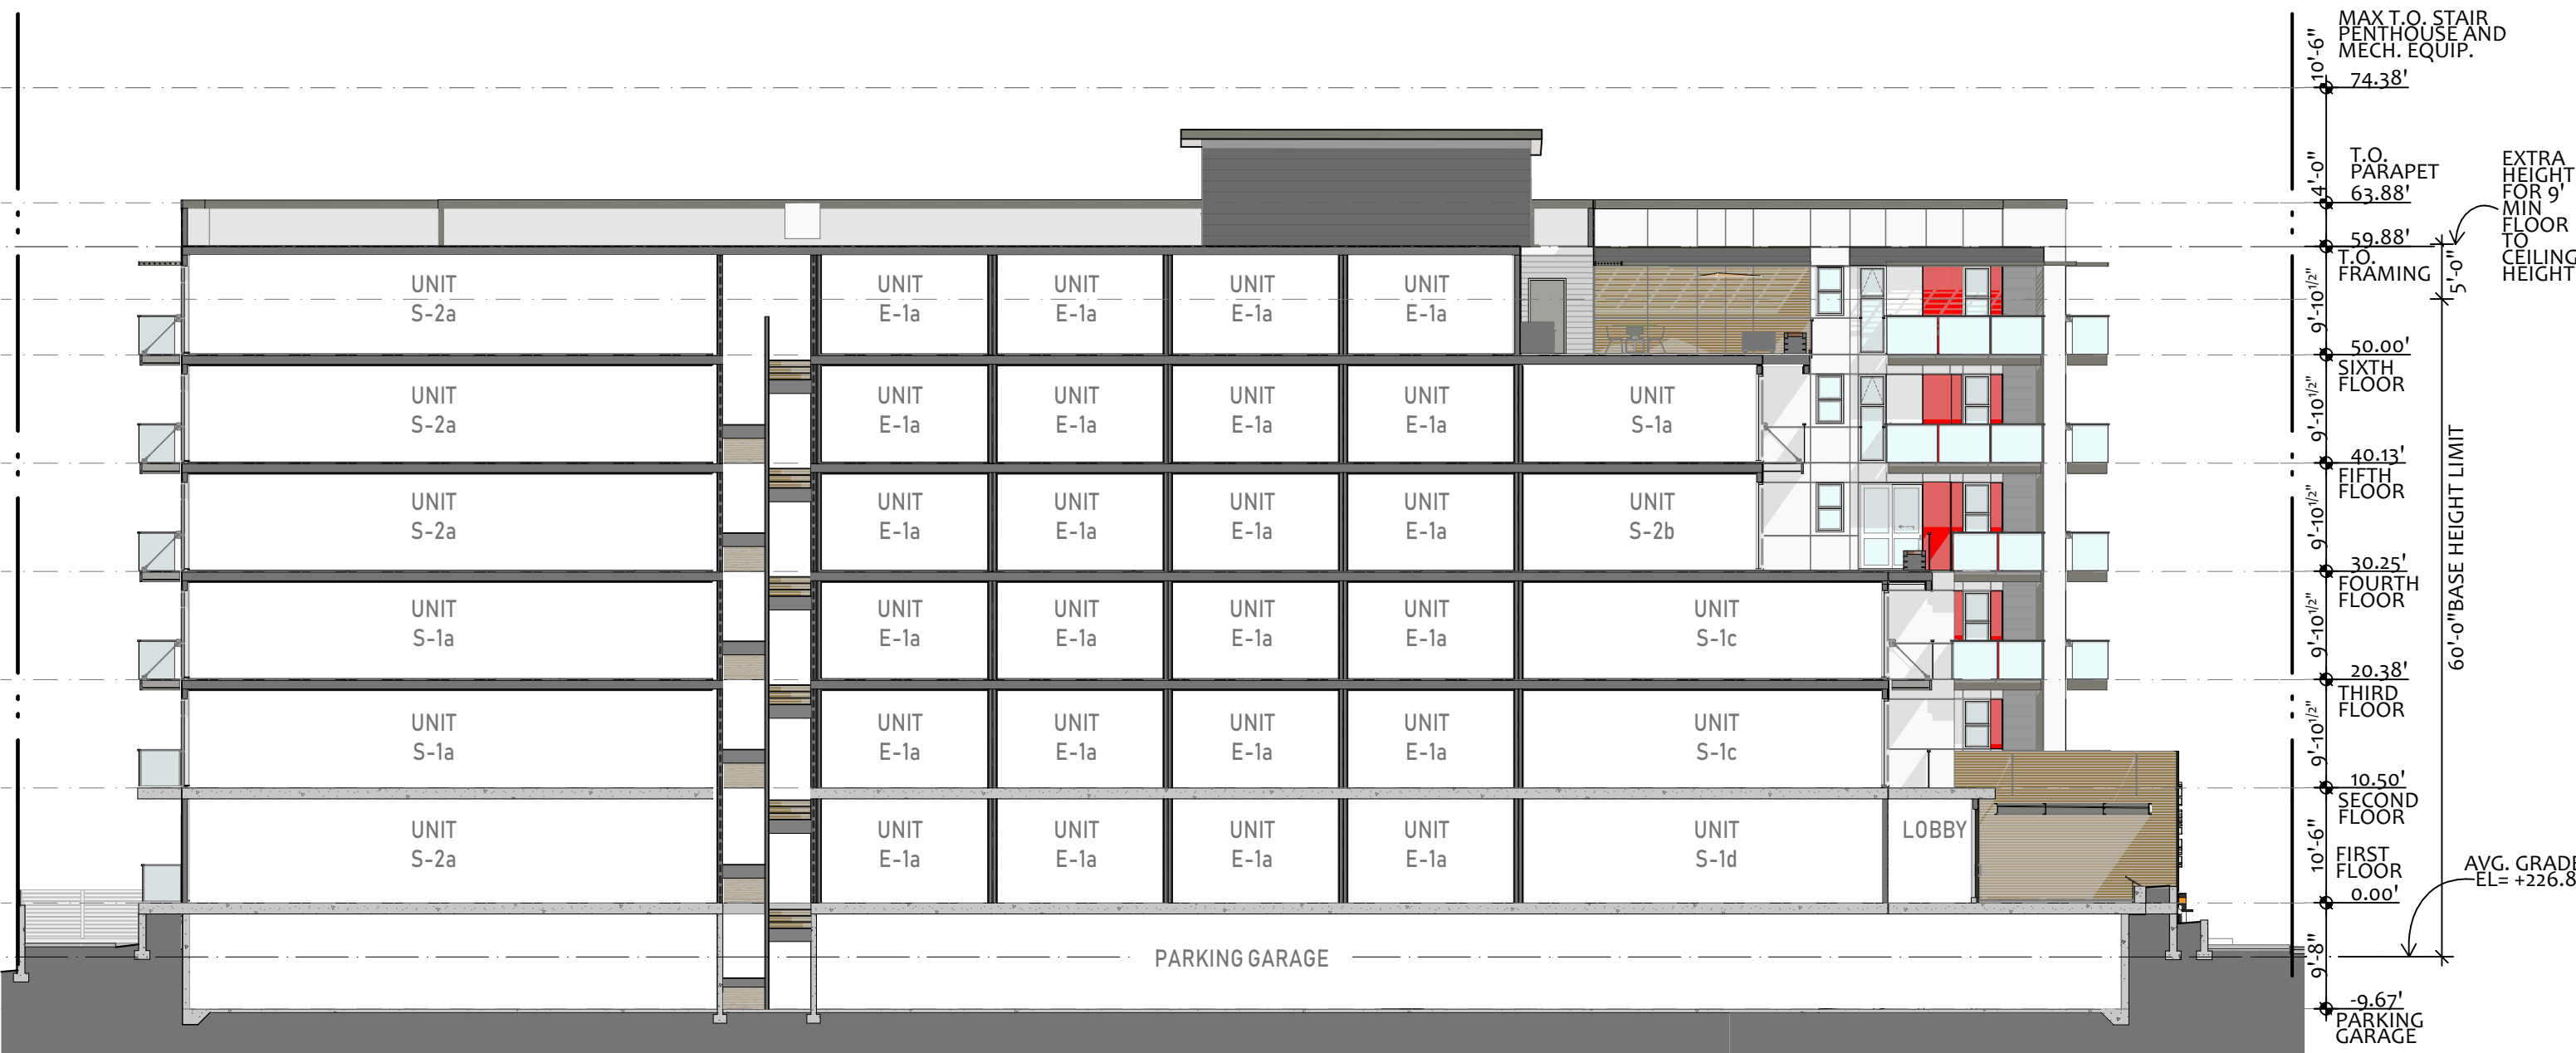 MAX T.O. STAIR
PENTHOUSE AND
MECH. EQUIP.
10'-6"
74.38'
T.O.
PARAPET
63.88'
4'-0"
EXTRA
HEIGHT
FOR 9'
MIN
FLOOR
TO
CEILING
HEIGHT
59.88'
T.O.
FRAMING
5'-0"
9'-10 1/2"
UNIT
S-2a
UNIT
E-1a
UNIT
E-1a
UNIT
E-1a
UNIT
E-1a
50.00'
SIXTH
FLOOR
9'-10 1/2"
UNIT
S-2a
UNIT
E-1a
UNIT
E-1a
UNIT
E-1a
UNIT
E-1a
UNIT
S-1a
40.13'
FIFTH
FLOOR
9'-10 1/2"
UNIT
S-2a
UNIT
E-1a
UNIT
E-1a
UNIT
E-1a
UNIT
E-1a
UNIT
S-2b
60'-0"BASE HEIGHT LIMIT
30.25'
FOURTH
FLOOR
9'-10 1/2"
UNIT
S-1a
UNIT
E-1a
UNIT
E-1a
UNIT
E-1a
UNIT
E-1a
UNIT
S-1c
20.38'
THIRD
FLOOR
9'-10 1/2"
UNIT
S-1a
UNIT
E-1a
UNIT
E-1a
UNIT
E-1a
UNIT
E-1a
UNIT
S-1c
10.50'
SECOND
FLOOR
10'-6"
UNIT
S-2a
UNIT
E-1a
UNIT
E-1a
UNIT
E-1a
UNIT
E-1a
UNIT
S-1d
LOBBY
FIRST
FLOOR
0.00'
AVG. GRADE
EL= +226.8
9'-8"
PARKING GARAGE
-9.67'
PARKING
GARAGE